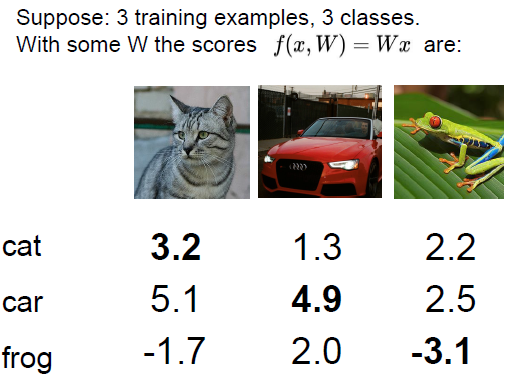 Suppose: 3 training examples, 3 classes.
With some W the scores f(x, W) = Wx are:
cat 3.2 1.3 2.2
car 5.1 4.9 2.5
frog -1.7 2.0 -3.1